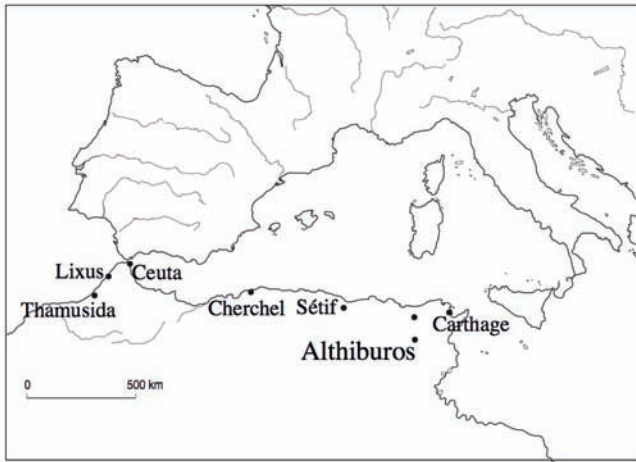 Lixus
Ceuta
Thamusida
Cherchel
Sétif
Carthage
Althiburos
0
500 km